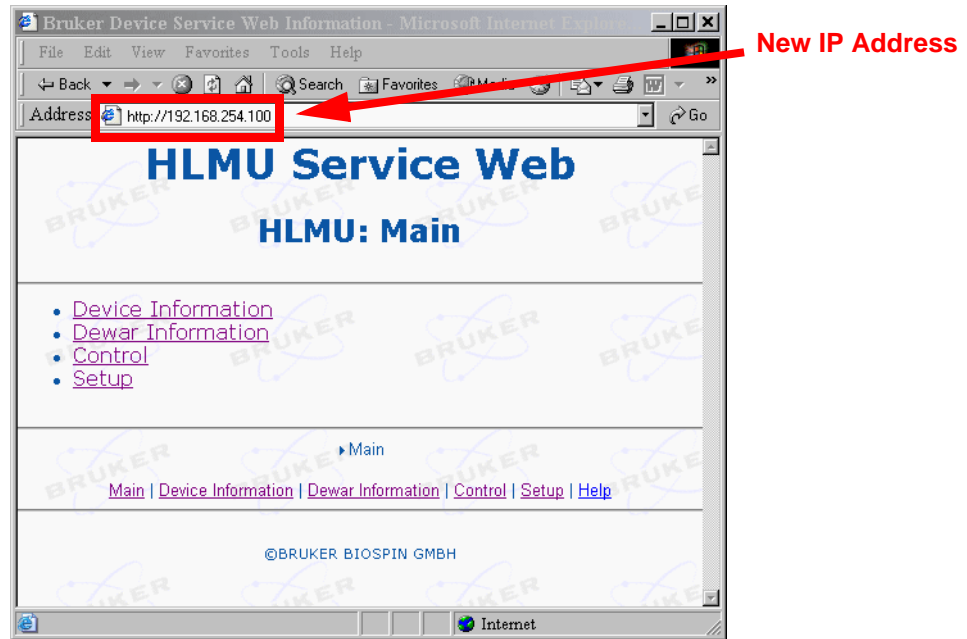 Bruker Device Service Web Information - Microsoft Internet Explore
New IP Address
File Edit View Favorites Tools Help
Back Search Favorites Media
Address http://192.168.254.100 Go
HLMU Service Web
HLMU: Main
Device Information
Dewar Information
Control
Setup
Main
Main | Device Information | Dewar Information | Control | Setup | Help
©BRUKER BIOSPIN GMBH
Internet